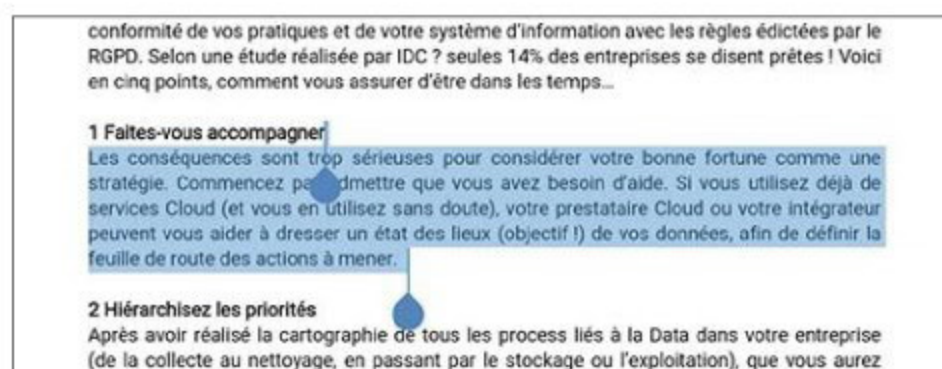 conformité de vos pratiques et de votre système d'information avec les règles édictées par le
RGPD. Selon une étude réalisée par IDC ? seules 14% des entreprises se disent prêtes ! Voici
en cinq points, comment vous assurer d'être dans les temps...
1 Faites-vous accompagner
Les conséquences sont trop sérieuses pour considérer votre bonne fortune comme une
stratégie. Commencez dmettre que vous avez besoin d'aide. Si vous utilisez déjà de
services Cloud (et vous en utilisez sans doute), votre prestataire Cloud ou votre intégrateur
peuvent vous aider à dresser un état des lieux (objectif !) de vos données, afin de définir la
feuille de route des actions à mener.
2 Hiérarchisez les priorités
Après avoir réalisé la cartographie de tous les process liés à la Data dans votre entreprise
(de la collecte au nettoyage, en passant par le stockage ou l'exploitation), que vous aurez